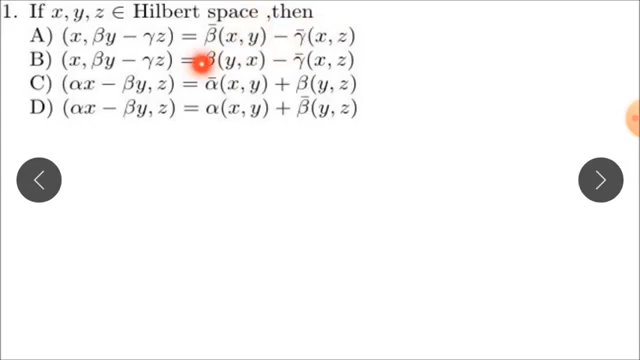 1. If x, y, z ∈ Hilbert space ,then
A) (x, βy − γz) = β̄(x, y) − γ̄(x, z)
B) (x, βy − γz) = β(y, x) − γ̄(x, z)
C) (αx − βy, z) = ᾱ(x, y) + β(y, z)
D) (αx − βy, z) = α(x, y) + β̄(y, z)